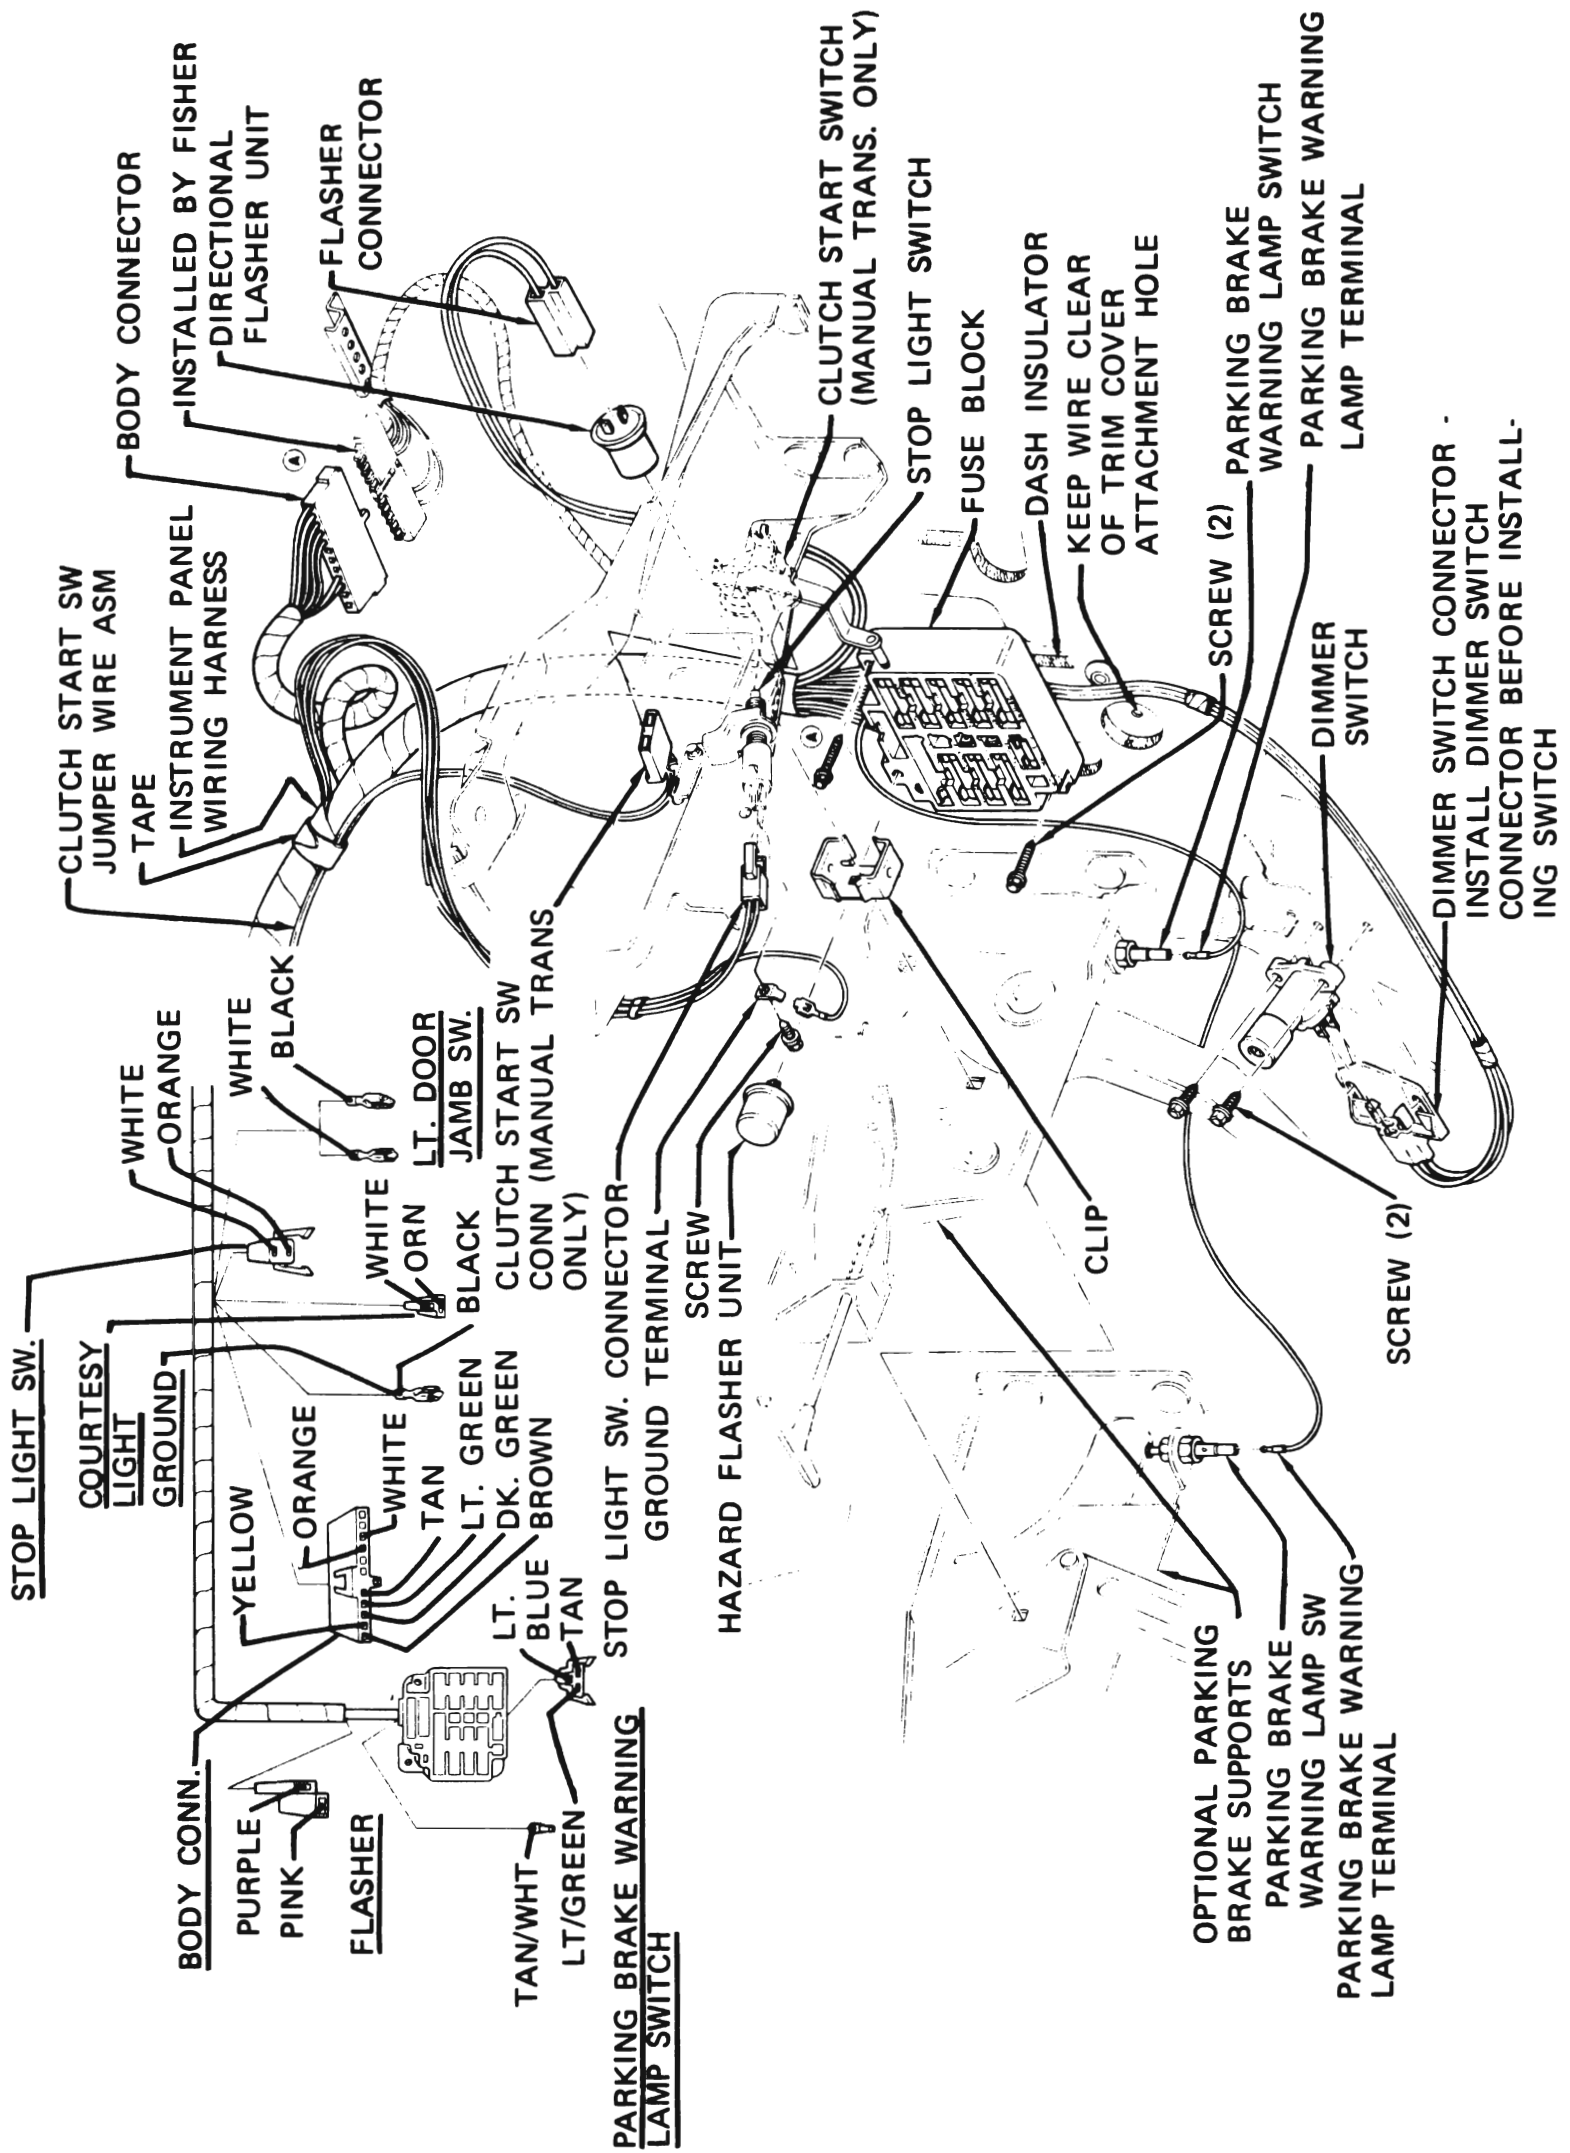 STOP LIGHT SW.
WHITE
ORANGE
COURTESY
LIGHT
GROUND
WHITE
BLACK
LT. DOOR
JAMB SW.
WHITE
ORN
BLACK
BODY CONN.
YELLOW
ORANGE
WHITE
TAN
LT. GREEN
DK. GREEN
BROWN
PURPLE
PINK
FLASHER
LT.
BLUE
TAN
TAN/WHT
LT/GREEN
PARKING BRAKE WARNING
LAMP SWITCH
CLUTCH START SW
JUMPER WIRE ASM
TAPE
INSTRUMENT PANEL
WIRING HARNESS
BODY CONNECTOR
INSTALLED BY FISHER
DIRECTIONAL
FLASHER UNIT
FLASHER
CONNECTOR
A
CLUTCH START SW
CONN (MANUAL TRANS
ONLY)
STOP LIGHT SW. CONNECTOR
GROUND TERMINAL
SCREW
HAZARD FLASHER UNIT
CLUTCH START SWITCH
(MANUAL TRANS. ONLY)
STOP LIGHT SWITCH
FUSE BLOCK
DASH INSULATOR
KEEP WIRE CLEAR
OF TRIM COVER
ATTACHMENT HOLE
A
SCREW (2)
PARKING BRAKE
WARNING LAMP SWITCH
PARKING BRAKE WARNING
LAMP TERMINAL
DIMMER
SWITCH
DIMMER SWITCH CONNECTOR -
INSTALL DIMMER SWITCH
CONNECTOR BEFORE INSTALL-
ING SWITCH
CLIP
SCREW (2)
OPTIONAL PARKING
BRAKE SUPPORTS
PARKING BRAKE
WARNING LAMP SW
PARKING BRAKE WARNING
LAMP TERMINAL